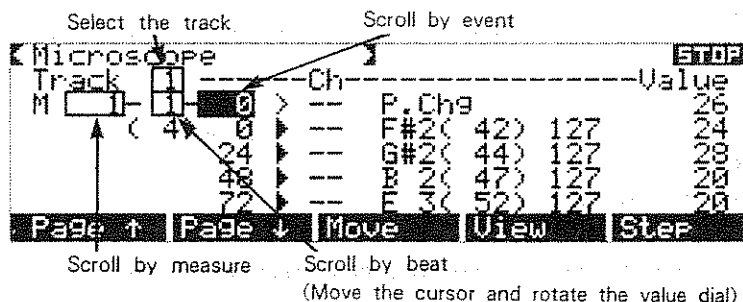 Select the track
Scroll by event
Microscope STOP
Track 1 ------Ch----------------Value
M 1- 1- 0 > -- P.Chg 26
( 4) 0 ▶ -- F#2( 42) 127 24
24 ▶ -- G#2( 44) 127 28
48 ▶ -- B 2( 47) 127 20
72 ▶ -- E 3( 52) 127 20
Page ↑ Page ↓ Move View Step
Scroll by measure
Scroll by beat
(Move the cursor and rotate the value dial)